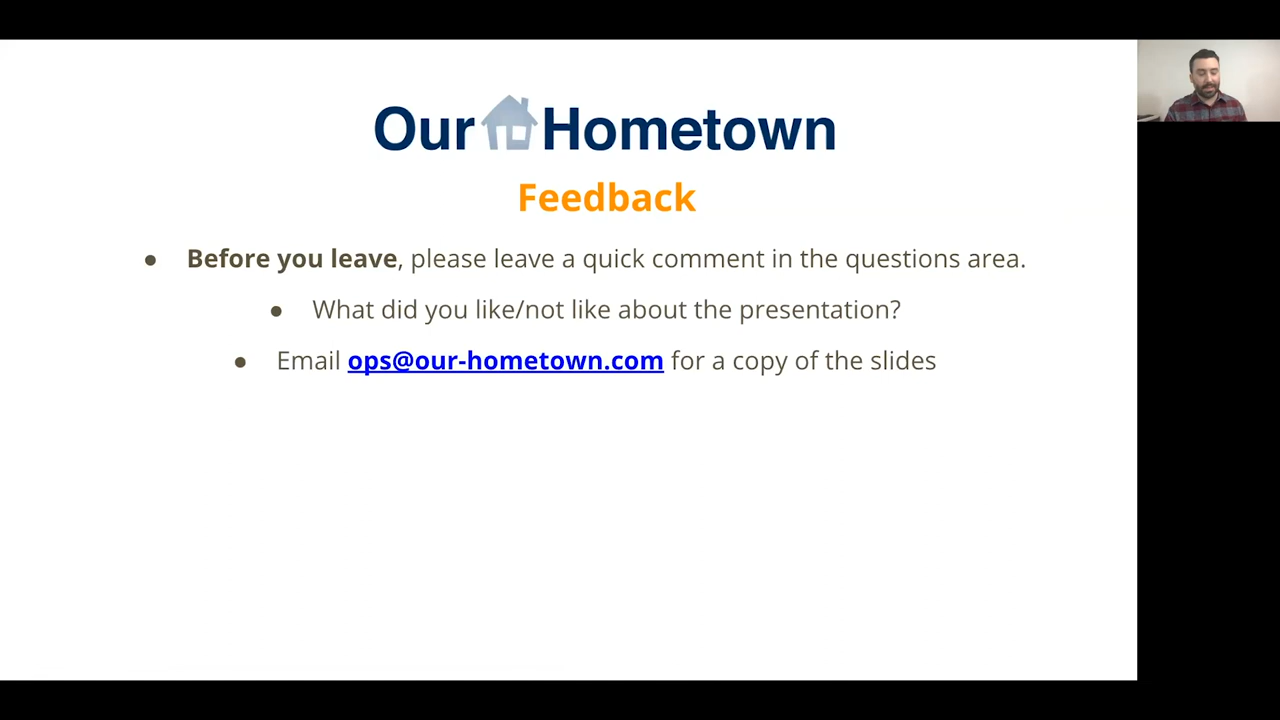 Our Hometown
Feedback
● Before you leave, please leave a quick comment in the questions area.
● What did you like/not like about the presentation?
● Email ops@our-hometown.com for a copy of the slides